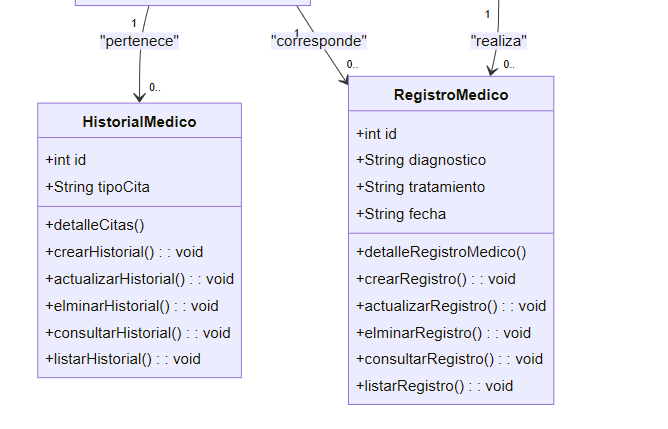 1
1
1
"pertenece"
"corresponde"
"realiza"
0..
0..
0..
HistorialMedico
+int id
+String tipoCita
+detalleCitas()
+crearHistorial() : : void
+actualizarHistorial() : : void
+elminarHistorial() : : void
+consultarHistorial() : : void
+listarHistorial() : : void
RegistroMedico
+int id
+String diagnostico
+String tratamiento
+String fecha
+detalleRegistroMedico()
+crearRegistro() : : void
+actualizarRegistro() : : void
+elminarRegistro() : : void
+consultarRegistro() : : void
+listarRegistro() : : void